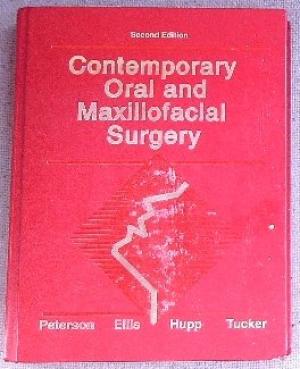 Second Edition
Contemporary
Oral and
Maxillofacial
Surgery
Peterson Ellis Hupp Tucker